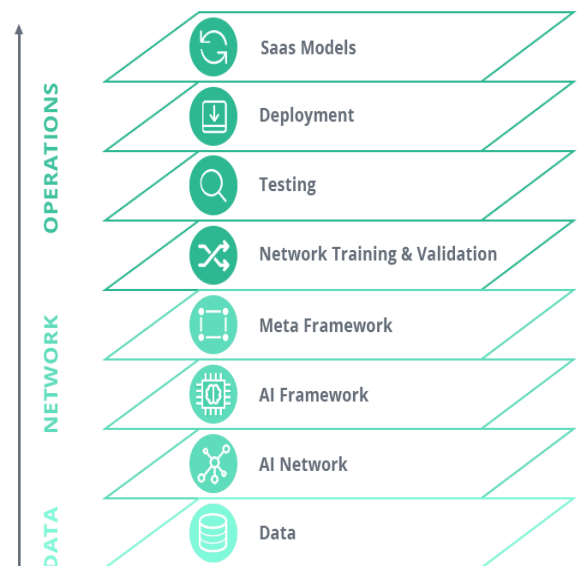 Saas Models
Deployment
Testing
Network Training & Validation
OPERATIONS
Meta Framework
AI Framework
AI Network
NETWORK
Data
DATA